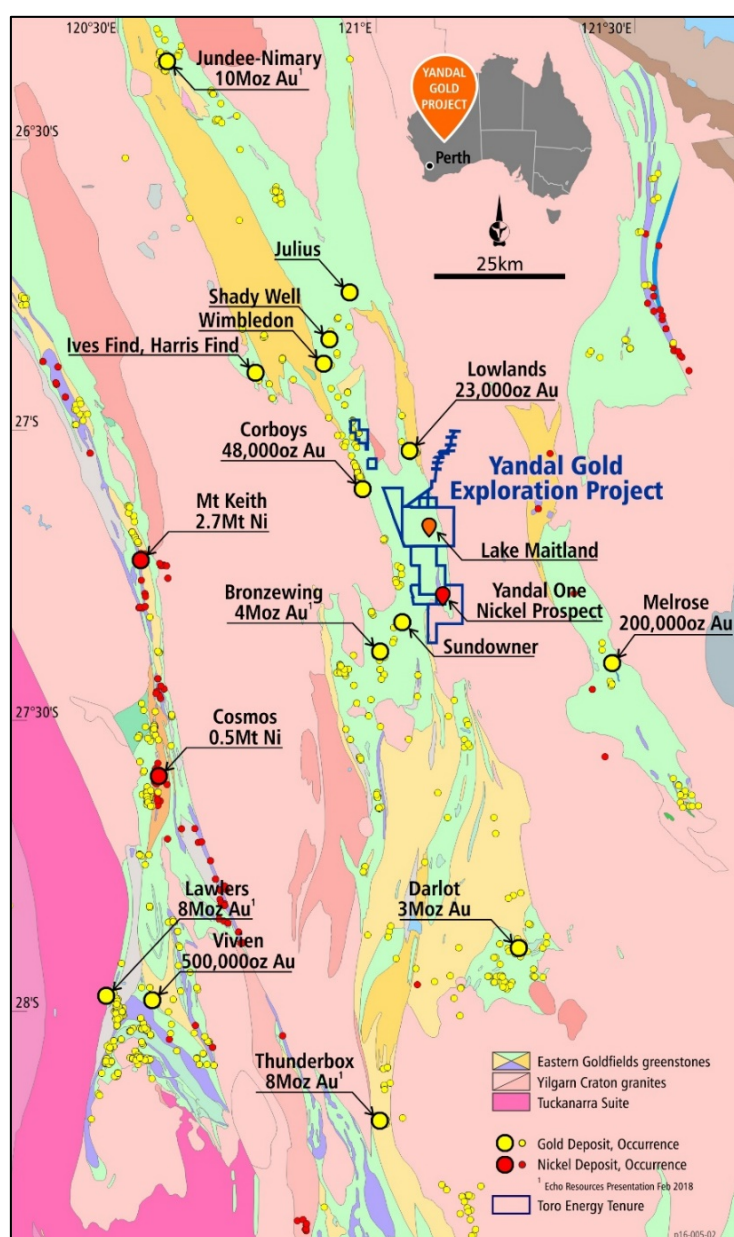 120°30'E
121°E
121°30'E
Jundee-Nimary
10Moz Au¹
YANDAL
GOLD
PROJECT
Perth
26°30'S
25km
Julius
Shady Well
Wimbledon
Ives Find, Harris Find
Lowlands
23,000oz Au
27°S
Corboys
48,000oz Au
Yandal Gold
Exploration Project
Mt Keith
2.7Mt Ni
Lake Maitland
Bronzewing
4Moz Au¹
Yandal One
Nickel Prospect
Melrose
200,000oz Au
Sundowner
27°30'S
Cosmos
0.5Mt Ni
Lawlers
8Moz Au¹
Vivien
500,000oz Au
Darlot
3Moz Au
28°S
Thunderbox
8Moz Au¹
Eastern Goldfields greenstones
Yilgarn Craton granites
Tuckanarra Suite
Gold Deposit, Occurrence
Nickel Deposit, Occurrence
¹ Echo Resources Presentation Feb 2018
Toro Energy Tenure
p16-005-02